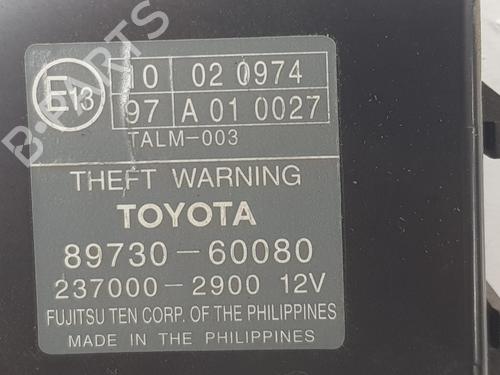 B-PARTS
E13
10 02 0974
97 A 01 0027
TALM-003
THEFT WARNING
TOYOTA
89730-60080
237000-2900 12V
FUJITSU TEN CORP. OF THE PHILIPPINES
MADE IN THE PHILIPPINES